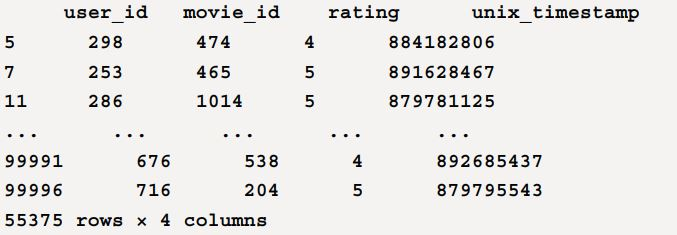 user_id movie_id rating unix_timestamp
5 298 474 4 884182806
7 253 465 5 891628467
11 286 1014 5 879781125
... ... ... ... ...
99991 676 538 4 892685437
99996 716 204 5 879795543
55375 rows × 4 columns